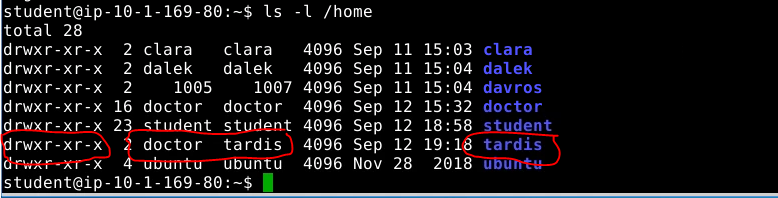 student@ip-10-1-169-80:~$ ls -l /home
total 28
drwxr-xr-x  2 clara   clara   4096 Sep 11 15:03 clara
drwxr-xr-x  2 dalek   dalek   4096 Sep 11 15:04 dalek
drwxr-xr-x  2    1005    1007 4096 Sep 11 15:04 davros
drwxr-xr-x 16 doctor  doctor  4096 Sep 12 15:32 doctor
drwxr-xr-x 23 student student 4096 Sep 12 18:58 student
drwxr-xr-x  2 doctor  tardis  4096 Sep 12 19:18 tardis
drwxr-xr-x  4 ubuntu  ubuntu  4096 Nov 28  2018 ubuntu
student@ip-10-1-169-80:~$